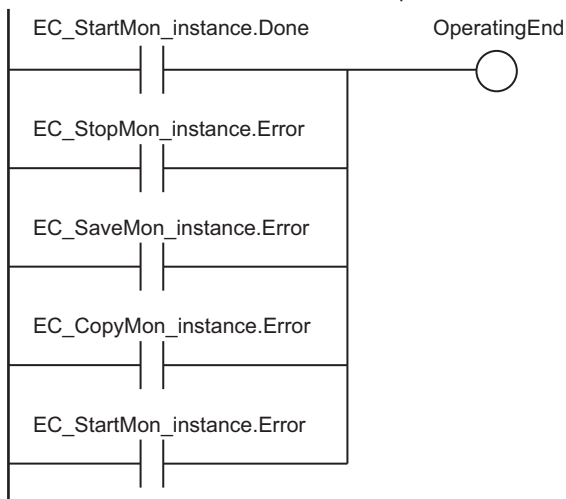 EC_StartMon_instance.Done OperatingEnd
EC_StopMon_instance.Error
EC_SaveMon_instance.Error
EC_CopyMon_instance.Error
EC_StartMon_instance.Error